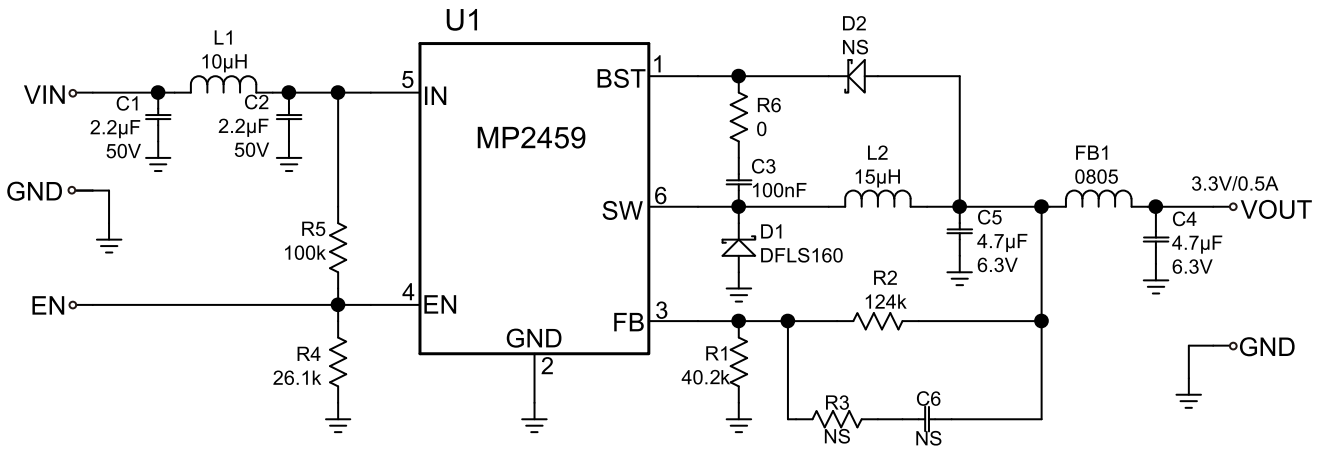 U1
MP2459
VIN
C1
2.2µF
50V
L1
10µH
C2
2.2µF
50V
GND
R5
100k
EN
R4
26.1k
5
IN
4
EN
GND
2
BST
1
SW
6
FB
3
D2
NS
R6
0
C3
100nF
D1
DFLS160
L2
15µH
C5
4.7µF
6.3V
FB1
0805
3.3V/0.5A
VOUT
C4
4.7µF
6.3V
R2
124k
R1
40.2k
R3
NS
C6
NS
GND